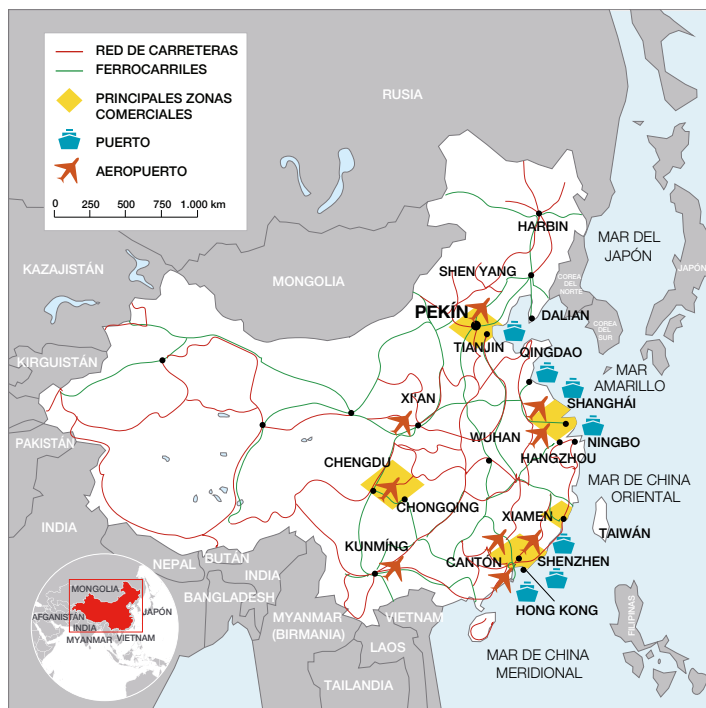 RED DE CARRETERAS
FERROCARRILES
PRINCIPALES ZONAS
COMERCIALES
PUERTO
AEROPUERTO
0 250 500 750 1.000 km
RUSIA
KAZAJISTÁN
MONGOLIA
KIRGUISTÁN
PAKISTÁN
INDIA
NEPAL
BUTÁN
INDIA
BANGLADESH
MYANMAR
(BIRMANIA)
VIETNAM
LAOS
TAILANDIA
HARBIN
SHEN YANG
PEKÍN
TIANJIN
DALIAN
QINGDAO
COREA
DEL
NORTE
COREA
DEL
SUR
JAPÓN
MAR DEL
JAPÓN
MAR
AMARILLO
XI'AN
SHANGHÁI
WUHAN
NINGBO
HANGZHOU
CHENGDU
CHONGQING
MAR DE CHINA
ORIENTAL
XIAMEN
TAIWÁN
KUNMÍNG
CANTÓN
SHENZHEN
HONG KONG
FILIPINAS
MAR DE CHINA
MERIDIONAL
MONGOLIA
JAPÓN
AFGANISTÁN
INDIA
MYANMAR
VIETNAM